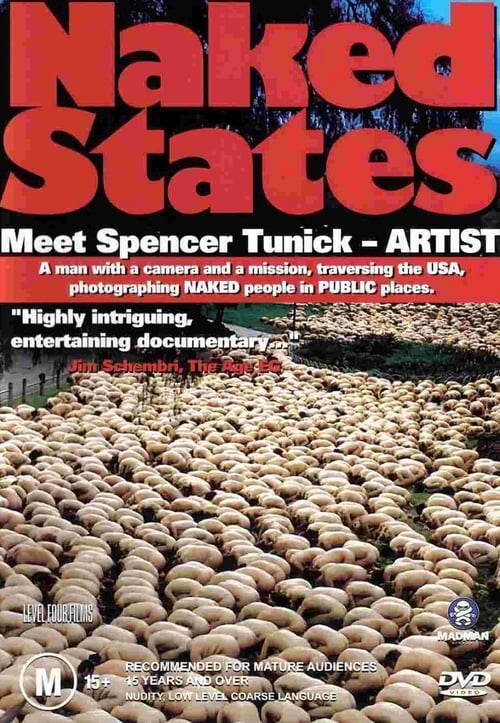 Naked
States
Meet Spencer Tunick – ARTIST
A man with a camera and a mission, traversing the USA,
photographing NAKED people in PUBLIC places.
"Highly intriguing,
entertaining documentary..."
Jim Schembri, The Age EG.
LEVEL FOUR FILMS
MADMAN
M 15+
RECOMMENDED FOR MATURE AUDIENCES
15 YEARS AND OVER
NUDITY, LOW LEVEL COARSE LANGUAGE
DVD
VIDEO